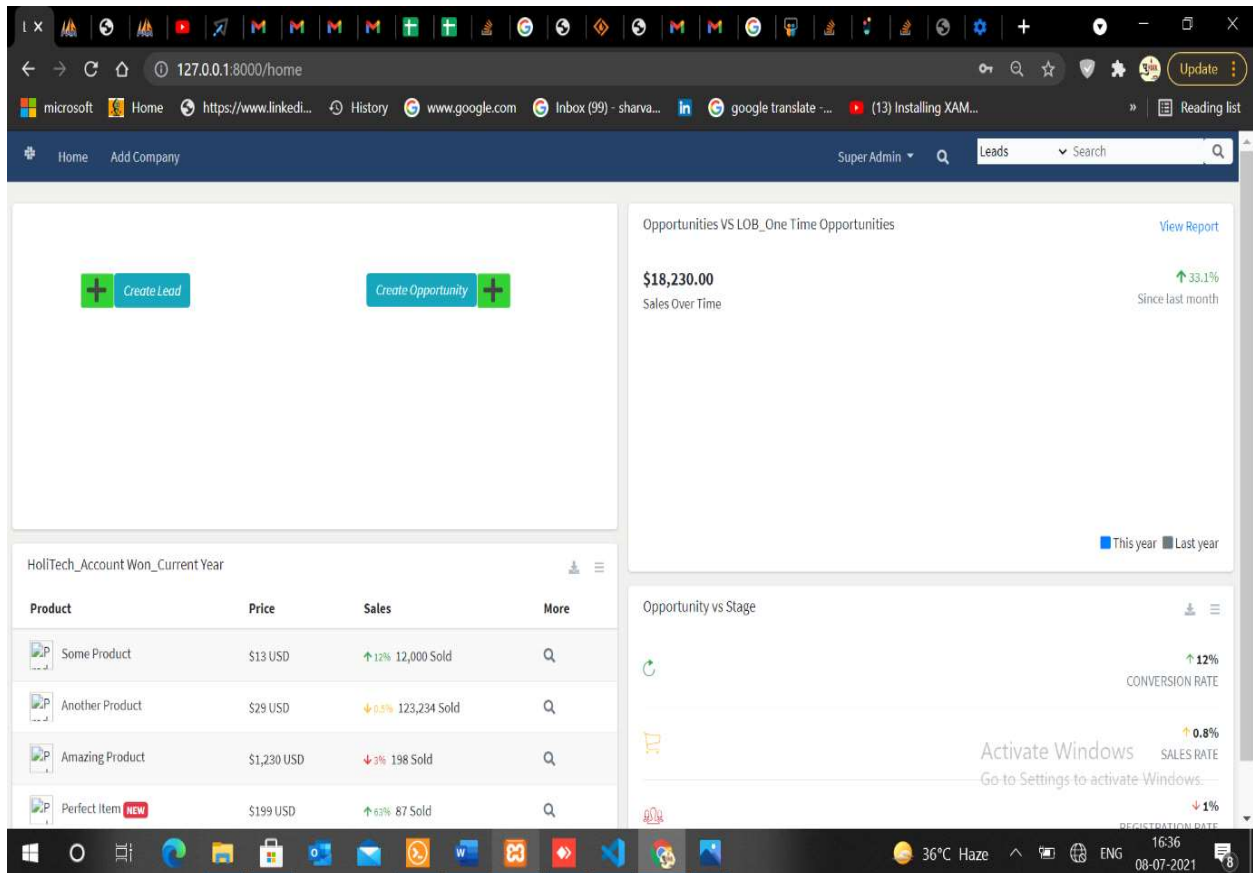 127.0.0.1:8000/home
Update
microsoft Home https://www.linkedi... History www.google.com Inbox (99) - sharva... in google translate -... (13) Installing XAM... » Reading list
Home Add Company Super Admin Leads Search
Create Lead Create Opportunity
Opportunities VS LOB_One Time Opportunities View Report
$18,230.00 33.1%
Sales Over Time Since last month
This year Last year
HoliTech_Account Won_Current Year
Product Price Sales More
Some Product $13 USD 12% 12,000 Sold
Another Product $29 USD 0.5% 123,234 Sold
Amazing Product $1,230 USD 3% 198 Sold
Perfect Item NEW $199 USD 63% 87 Sold
Opportunity vs Stage
12%
CONVERSION RATE
0.8%
SALES RATE
1%
REGISTRATION RATE
Activate Windows
Go to Settings to activate Windows.
36°C Haze ENG 16:36
08-07-2021 8